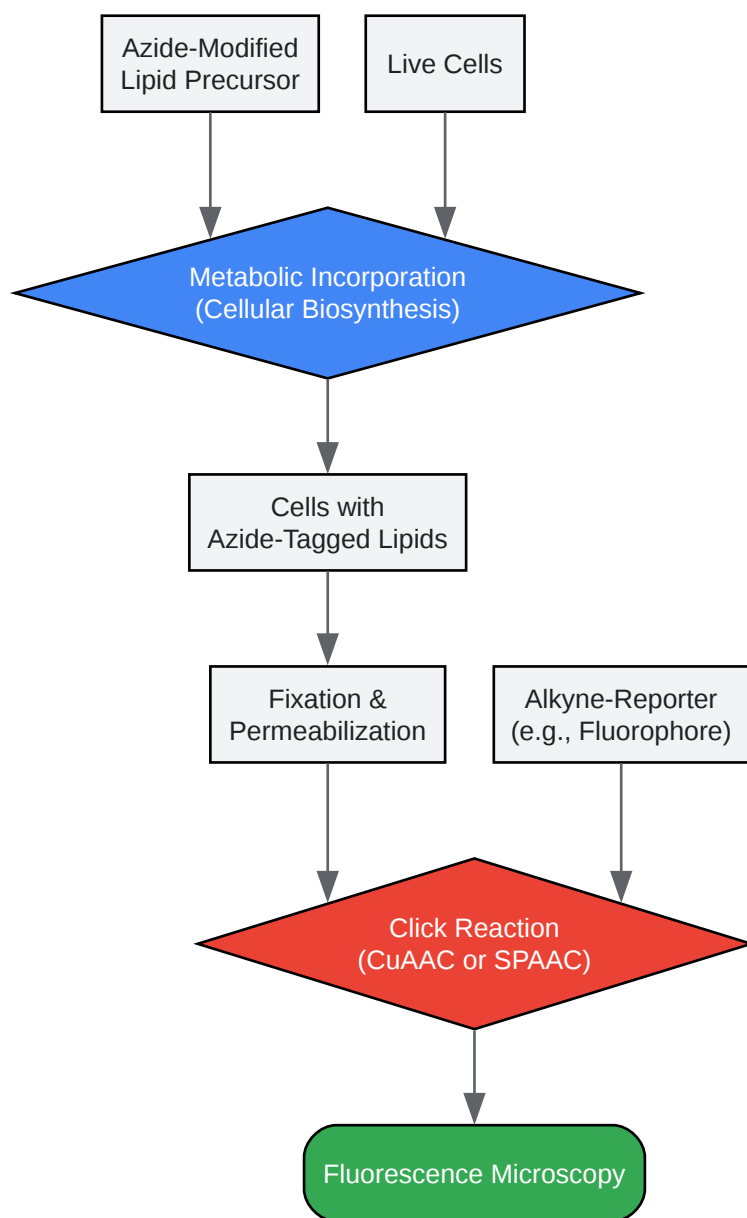 Azide-Modified
Lipid Precursor
Live Cells
Metabolic Incorporation
(Cellular Biosynthesis)
Cells with
Azide-Tagged Lipids
Fixation &
Permeabilization
Alkyne-Reporter
(e.g., Fluorophore)
Click Reaction
(CuAAC or SPAAC)
Fluorescence Microscopy